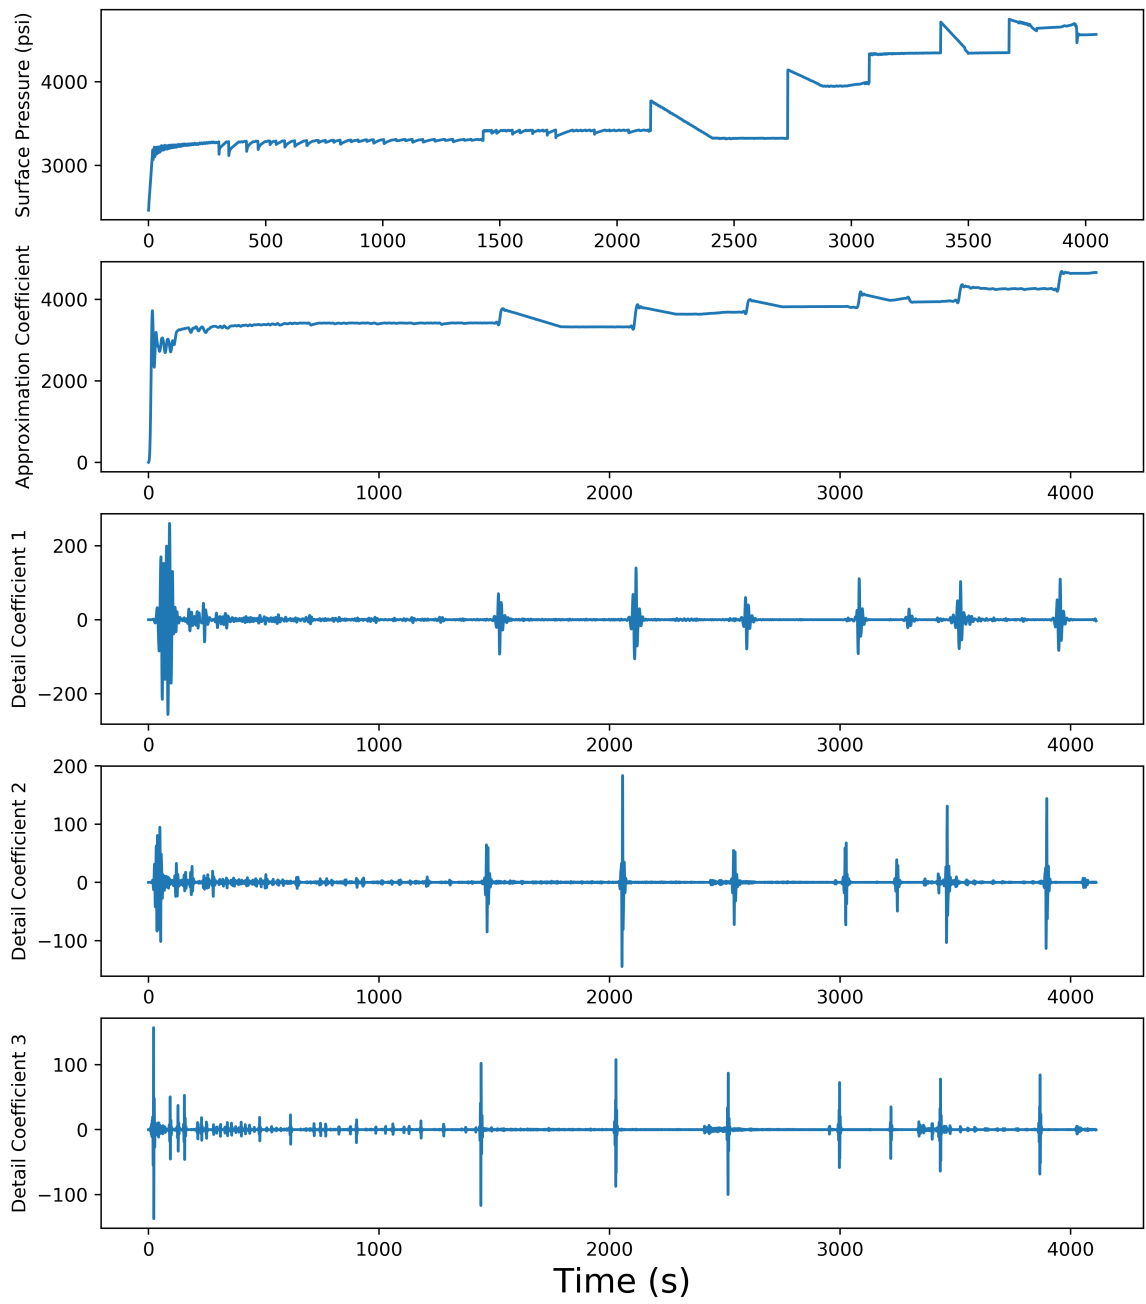 Surface Pressure (psi)
4000
3000
0 500 1000 1500 2000 2500 3000 3500 4000
Approximation Coefficient
4000
2000
0
0 1000 2000 3000 4000
Detail Coefficient 1
200
0
−200
0 1000 2000 3000 4000
Detail Coefficient 2
200
100
0
−100
0 1000 2000 3000 4000
Detail Coefficient 3
100
0
−100
0 1000 2000 3000 4000
Time (s)